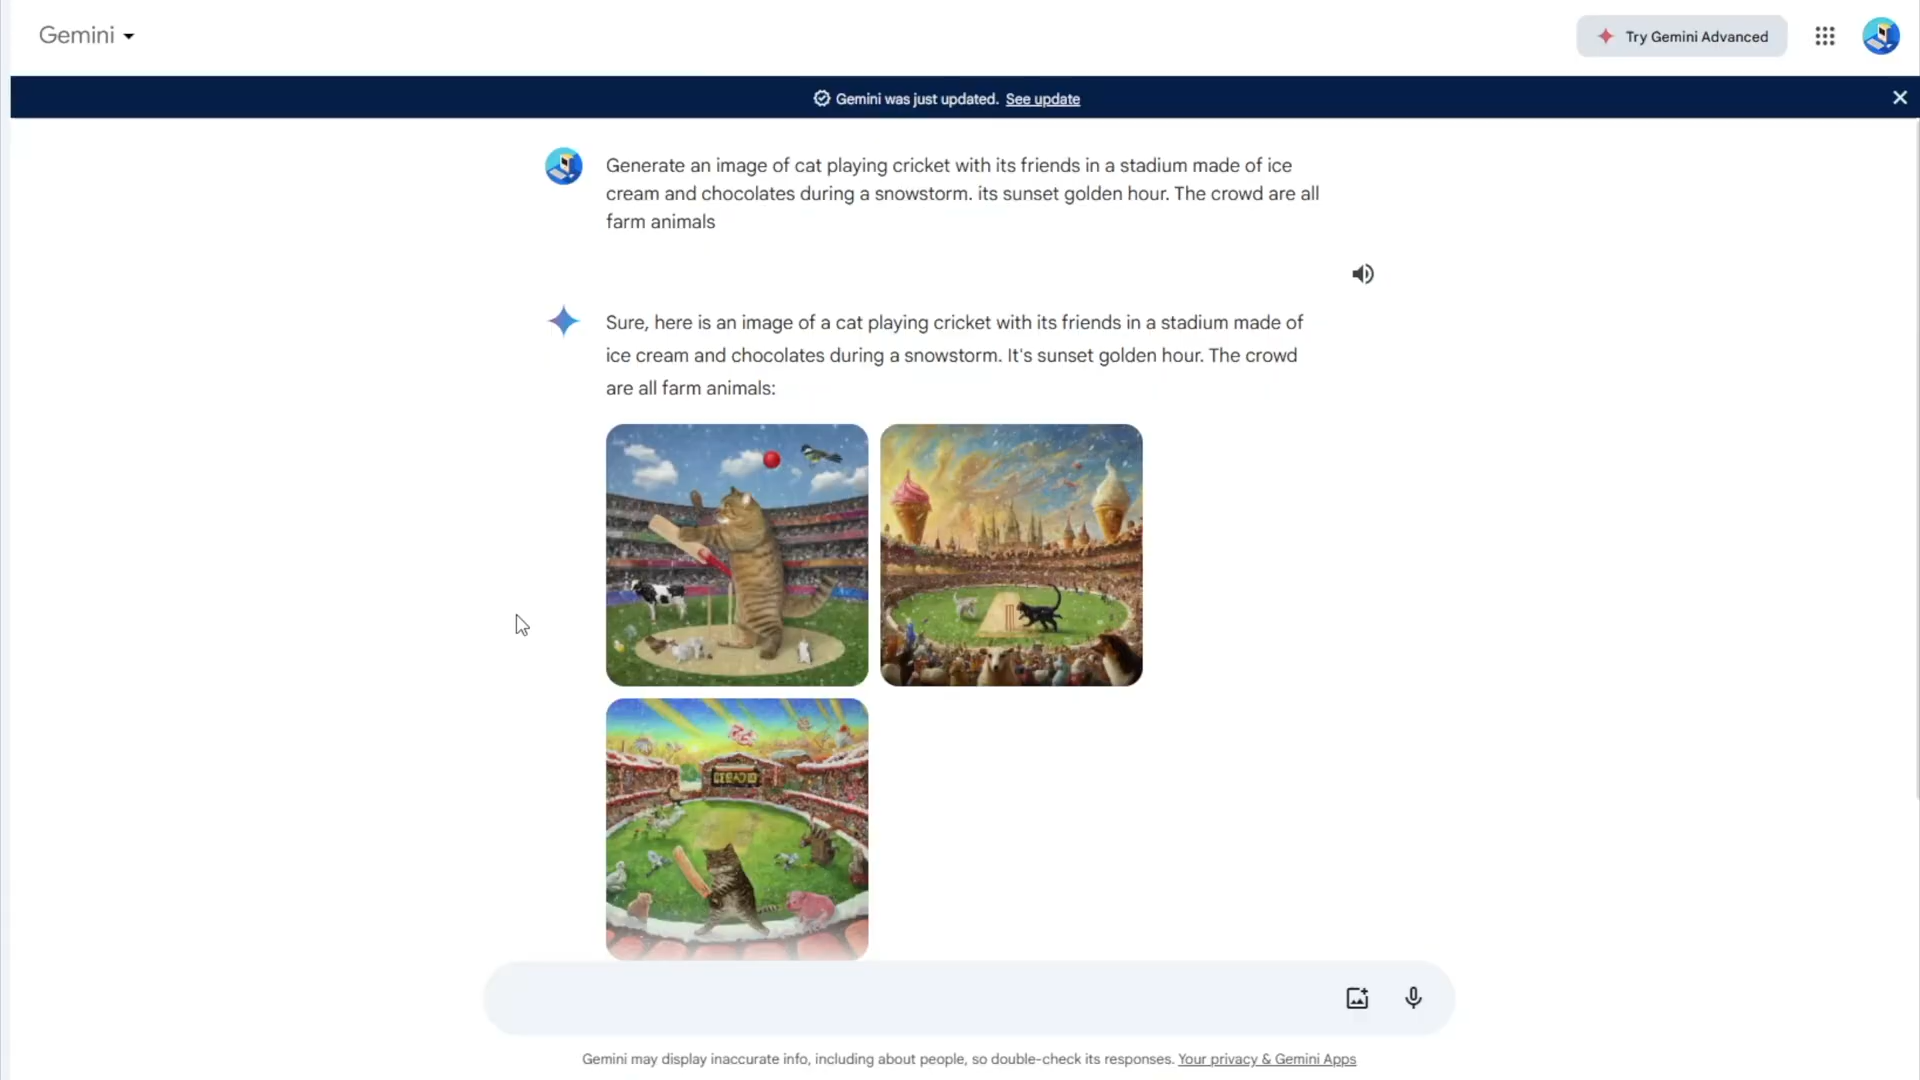 Gemini
Try Gemini Advanced
Gemini was just updated. See update
Generate an image of cat playing cricket with its friends in a stadium made of ice
cream and chocolates during a snowstorm. its sunset golden hour. The crowd are all
farm animals
Sure, here is an image of a cat playing cricket with its friends in a stadium made of
ice cream and chocolates during a snowstorm. It's sunset golden hour. The crowd
are all farm animals:
Gemini may display inaccurate info, including about people, so double-check its responses. Your privacy & Gemini Apps